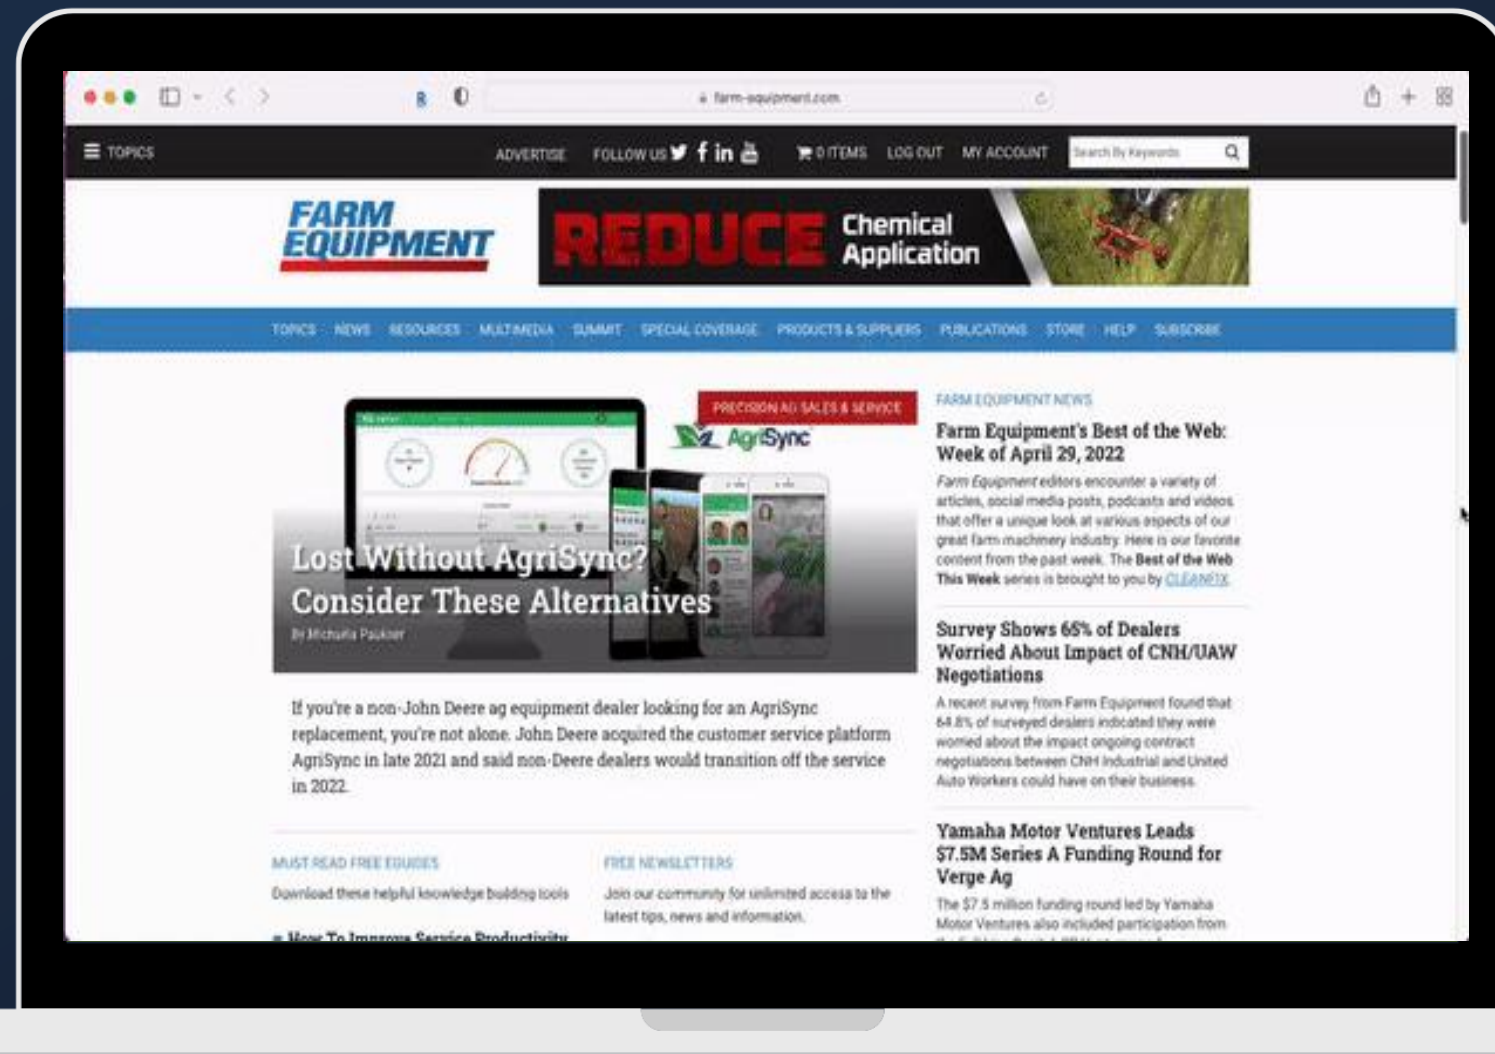 farm-equipment.com
TOPICS
ADVERTISE FOLLOW US 0 ITEMS LOG OUT MY ACCOUNT Search By Keywords
FARM
EQUIPMENT
REDUCE Chemical
Application
TOPICS NEWS RESOURCES MULTIMEDIA SUMMIT SPECIAL COVERAGE PRODUCTS & SUPPLIERS PUBLICATIONS STORE HELP SUBSCRIBE
PRECISION AG SALES & SERVICE
AgriSync
Lost Without AgriSync?
Consider These Alternatives
By Michaela Paukner
If you're a non-John Deere ag equipment dealer looking for an AgriSync
replacement, you're not alone. John Deere acquired the customer service platform
AgriSync in late 2021 and said non-Deere dealers would transition off the service
in 2022.
MUST READ FREE EGUIDES
Download these helpful knowledge building tools
How To Improve Service Productivity
FREE NEWSLETTERS
Join our community for unlimited access to the
latest tips, news and information.
FARM EQUIPMENT NEWS
Farm Equipment's Best of the Web:
Week of April 29, 2022
Farm Equipment editors encounter a variety of
articles, social media posts, podcasts and videos
that offer a unique look at various aspects of our
great farm machinery industry. Here is our favorite
content from the past week. The Best of the Web
This Week series is brought to you by CLEANFIX.
Survey Shows 65% of Dealers
Worried About Impact of CNH/UAW
Negotiations
A recent survey from Farm Equipment found that
64.8% of surveyed dealers indicated they were
worried about the impact ongoing contract
negotiations between CNH Industrial and United
Auto Workers could have on their business.
Yamaha Motor Ventures Leads
$7.5M Series A Funding Round for
Verge Ag
The $7.5 million funding round led by Yamaha
Motor Ventures also included participation from